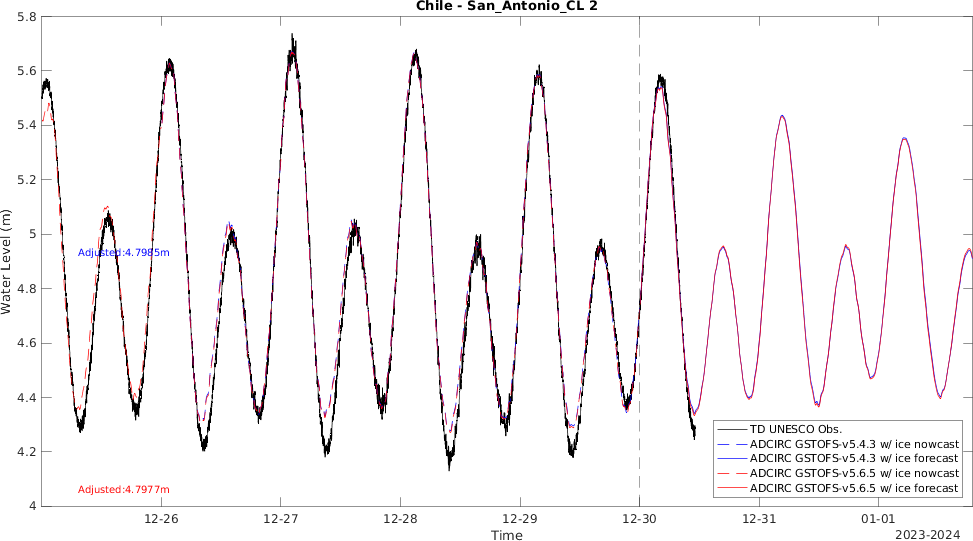 Chile - San_Antonio_CL 2
Water Level (m)
5.8
5.6
5.4
5.2
5
4.8
4.6
4.4
4.2
4
Adjusted:4.7985m
Adjusted:4.7977m
TD UNESCO Obs.
ADCIRC GSTOFS-v5.4.3 w/ ice nowcast
ADCIRC GSTOFS-v5.4.3 w/ ice forecast
ADCIRC GSTOFS-v5.6.5 w/ ice nowcast
ADCIRC GSTOFS-v5.6.5 w/ ice forecast
12-26 12-27 12-28 12-29 12-30 12-31 01-01
Time
2023-2024